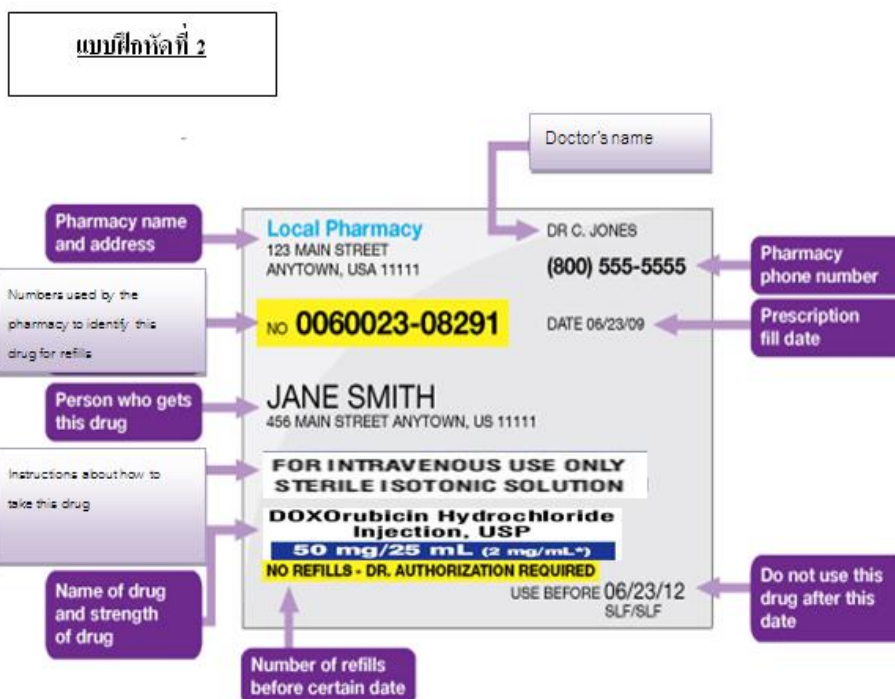 แบบฝึกหัดที่ 2
Doctor's name
Pharmacy name
and address
Local Pharmacy
123 MAIN STREET
ANYTOWN, USA 11111
DR C. JONES
(800) 555-5555
Pharmacy
phone number
Numbers used by the
pharmacy to identify this
drug for refills
NO 0060023-08291
DATE 06/23/09
Prescription
fill date
Person who gets
this drug
JANE SMITH
456 MAIN STREET ANYTOWN, US 11111
Instructions about how to
take this drug
FOR INTRAVENOUS USE ONLY
STERILE ISOTONIC SOLUTION
DOXOrubicin Hydrochloride
Injection, USP
50 mg/25 mL (2 mg/mL*)
NO REFILLS - DR. AUTHORIZATION REQUIRED
Name of drug
and strength
of drug
USE BEFORE 06/23/12
SLF/SLF
Do not use this
drug after this
date
Number of refills
before certain date